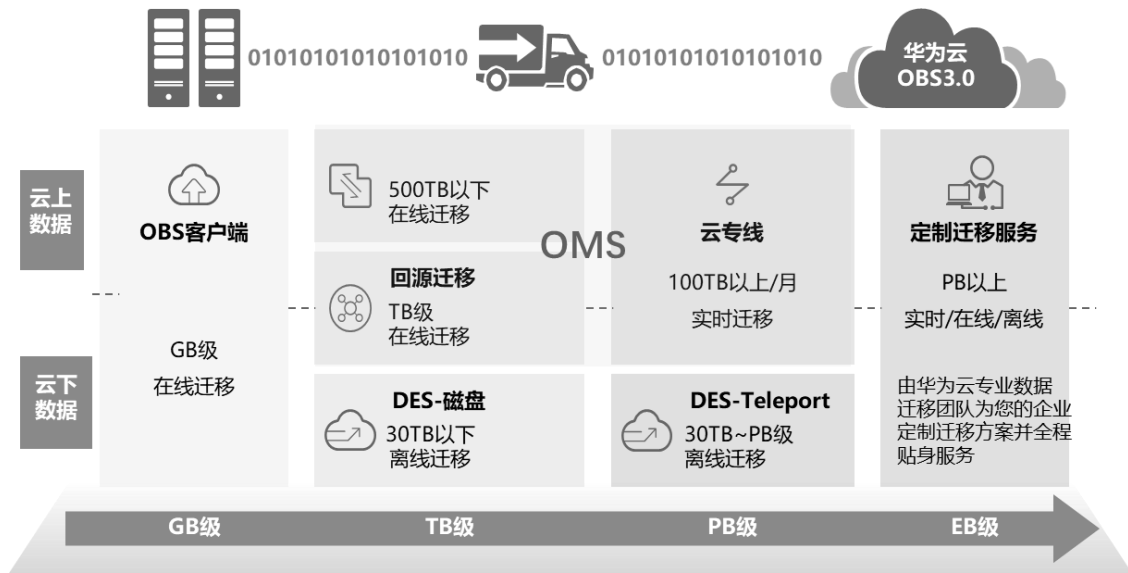 01010101010101010
01010101010101010
华为云
OBS3.0
云上
数据
云下
数据
OBS客户端
GB级
在线迁移
500TB以下
在线迁移
OMS
回源迁移
TB级
在线迁移
DES-磁盘
30TB以下
离线迁移
云专线
100TB以上/月
实时迁移
DES-Teleport
30TB~PB级
离线迁移
定制迁移服务
PB以上
实时/在线/离线
由华为云专业数据
迁移团队为您的企业
定制迁移方案并全程
贴身服务
GB级
TB级
PB级
EB级